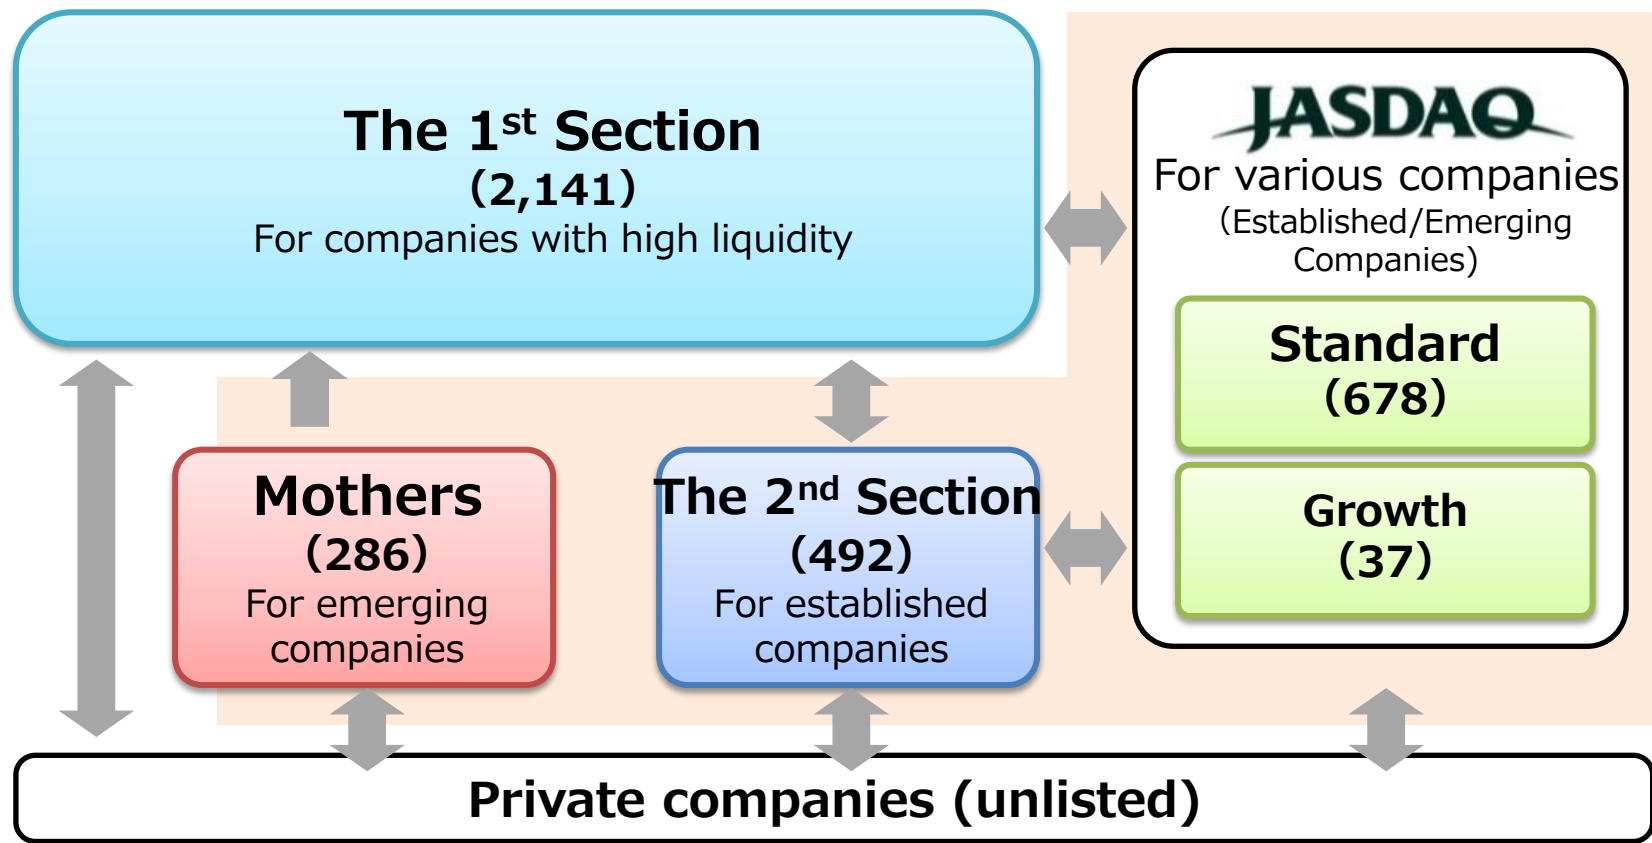 The 1st Section
(2,141)
For companies with high liquidity
JASDAQ
For various companies
(Established/Emerging
Companies)
Standard
(678)
Growth
(37)
Mothers
(286)
For emerging
companies
The 2nd Section
(492)
For established
companies
Private companies (unlisted)